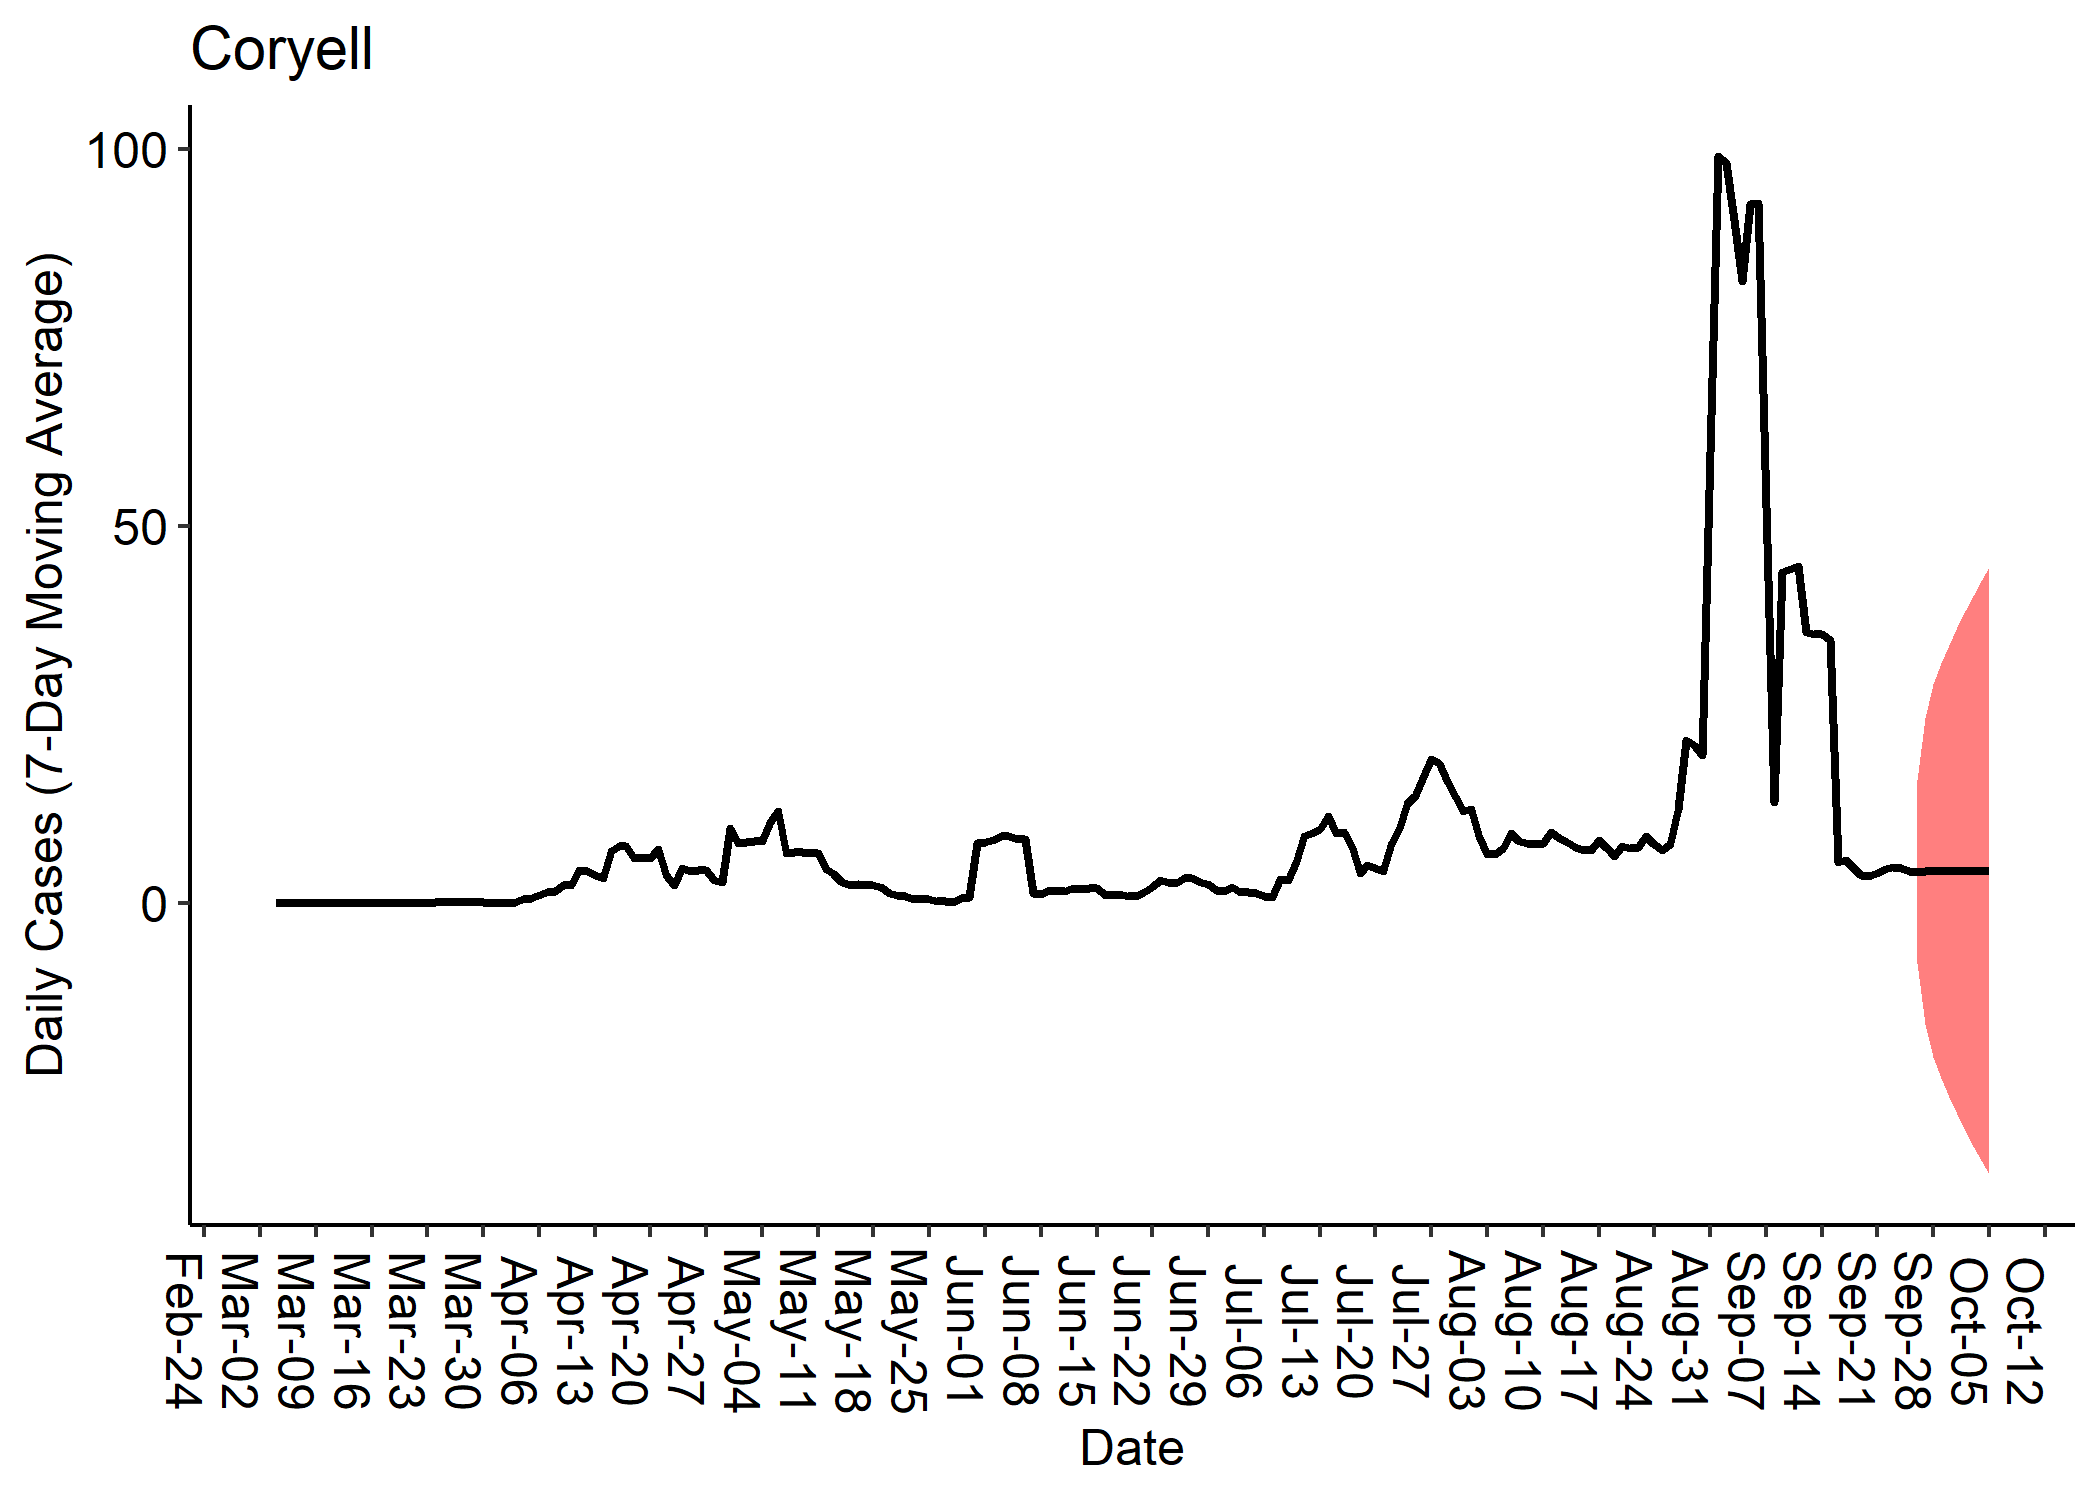 Coryell
Daily Cases (7-Day Moving Average)
100
50
0
Feb-24
Mar-02
Mar-09
Mar-16
Mar-23
Mar-30
Apr-06
Apr-13
Apr-20
Apr-27
May-04
May-11
May-18
May-25
Jun-01
Jun-08
Jun-15
Jun-22
Jun-29
Jul-06
Jul-13
Jul-20
Jul-27
Aug-03
Aug-10
Aug-17
Aug-24
Aug-31
Sep-07
Sep-14
Sep-21
Sep-28
Oct-05
Oct-12
Date